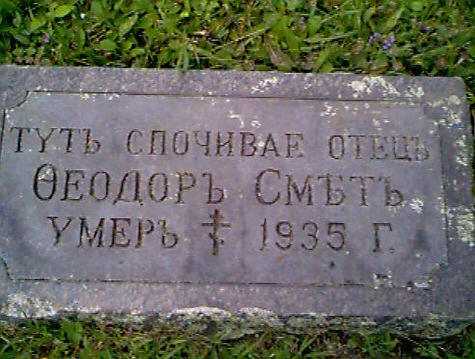 ТУТЪ СПОЧИВАЕ ОТЕЦЪ
ѲЕОДОРЪ СМѢТЪ
УМЕРЪ ☦ 1935 Г.